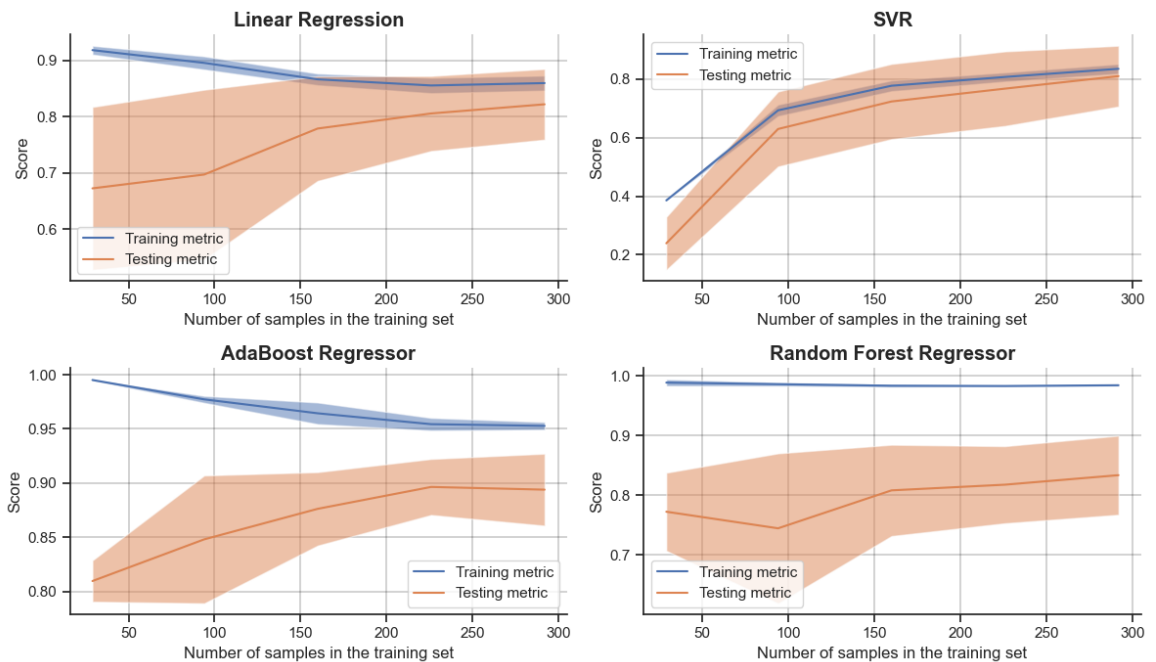 Linear Regression
0.9
0.8
0.7
0.6
Score
Training metric
Testing metric
50
100
150
200
250
300
Number of samples in the training set
SVR
Training metric
Testing metric
0.8
0.6
0.4
0.2
Score
50
100
150
200
250
300
Number of samples in the training set
AdaBoost Regressor
1.00
0.95
0.90
0.85
0.80
Score
Training metric
Testing metric
50
100
150
200
250
300
Number of samples in the training set
Random Forest Regressor
1.0
0.9
0.8
0.7
Score
Training metric
Testing metric
50
100
150
200
250
300
Number of samples in the training set